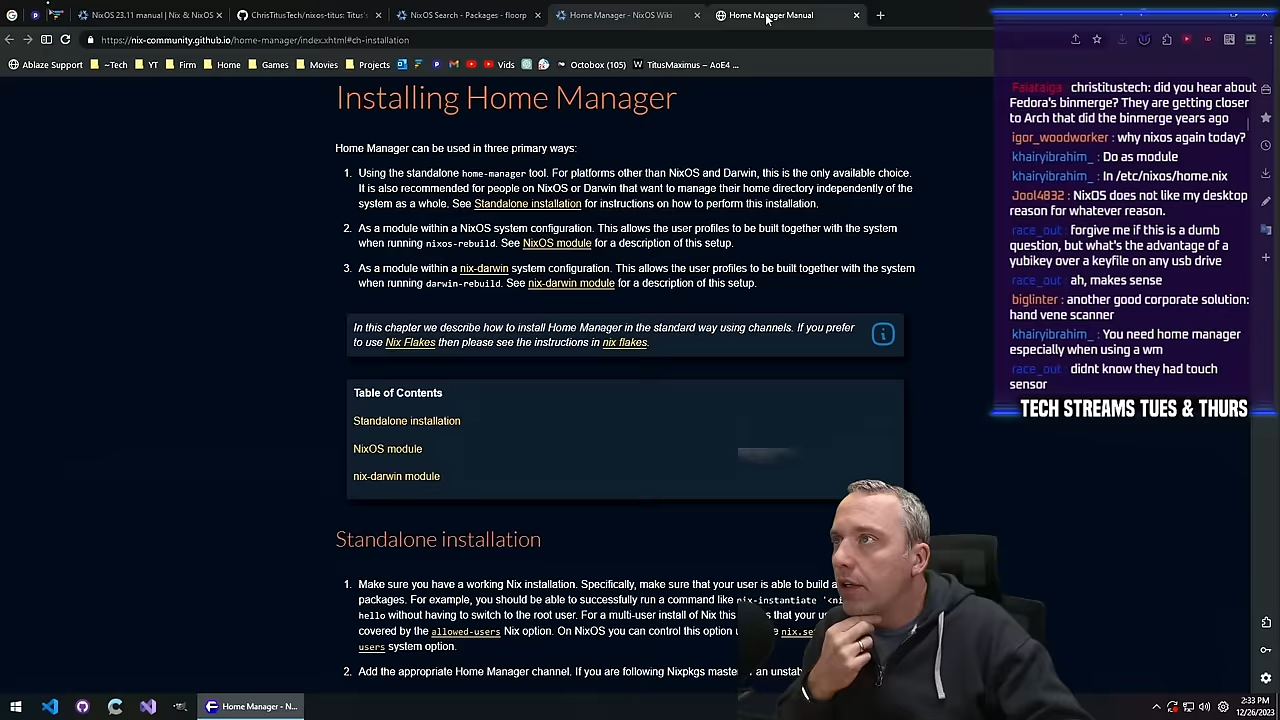 NixOS 23.11 manual | Nix & NixOS
ChrisTitusTech/nixos-titus: Titus'
NixOS Search - Packages - floorp
Home Manager - NixOS Wiki
Home Manager Manual
https://nix-community.github.io/home-manager/index.xhtml#ch-installation
Ablaze Support
~Tech
YT
Firm
Home
Games
Movies
Projects
Vids
Octobox (105)
TitusMaximus – AoE4 ...
Installing Home Manager
Home Manager can be used in three primary ways:
1. Using the standalone home-manager tool. For platforms other than NixOS and Darwin, this is the only available choice.
It is also recommended for people on NixOS or Darwin that want to manage their home directory independently of the
system as a whole. See Standalone installation for instructions on how to perform this installation.
2. As a module within a NixOS system configuration. This allows the user profiles to be built together with the system
when running nixos-rebuild. See NixOS module for a description of this setup.
3. As a module within a nix-darwin system configuration. This allows the user profiles to be built together with the system
when running darwin-rebuild. See nix-darwin module for a description of this setup.
In this chapter we describe how to install Home Manager in the standard way using channels. If you prefer
to use Nix Flakes then please see the instructions in nix flakes.
Table of Contents
Standalone installation
NixOS module
nix-darwin module
Standalone installation
1. Make sure you have a working Nix installation. Specifically, make sure that your user is able to build a
packages. For example, you should be able to successfully run a command like nix-instantiate '<ni
hello without having to switch to the root user. For a multi-user install of Nix this
covered by the allowed-users Nix option. On NixOS you can control this option u
users system option.
2. Add the appropriate Home Manager channel. If you are following Nixpkgs mast
an unstab
Falaraiga christitustech: did you hear about
Fedora's binmerge? They are getting closer
to Arch that did the binmerge years ago
igor_woodworker : why nixos again today?
khairyibrahim_ : Do as module
khairyibrahim_ : In /etc/nixos/home.nix
Jool4832 : NixOS does not like my desktop
reason for whatever reason.
race_out : forgive me if this is a dumb
question, but what's the advantage of a
yubikey over a keyfile on any usb drive
race_out : ah, makes sense
biglinter : another good corporate solution:
hand vene scanner
khairyibrahim_ : You need home manager
especially when using a wm
race_out : didnt know they had touch
sensor
TECH STREAMS TUES & THURS
Home Manager - N...
2:33 PM
12/26/2023